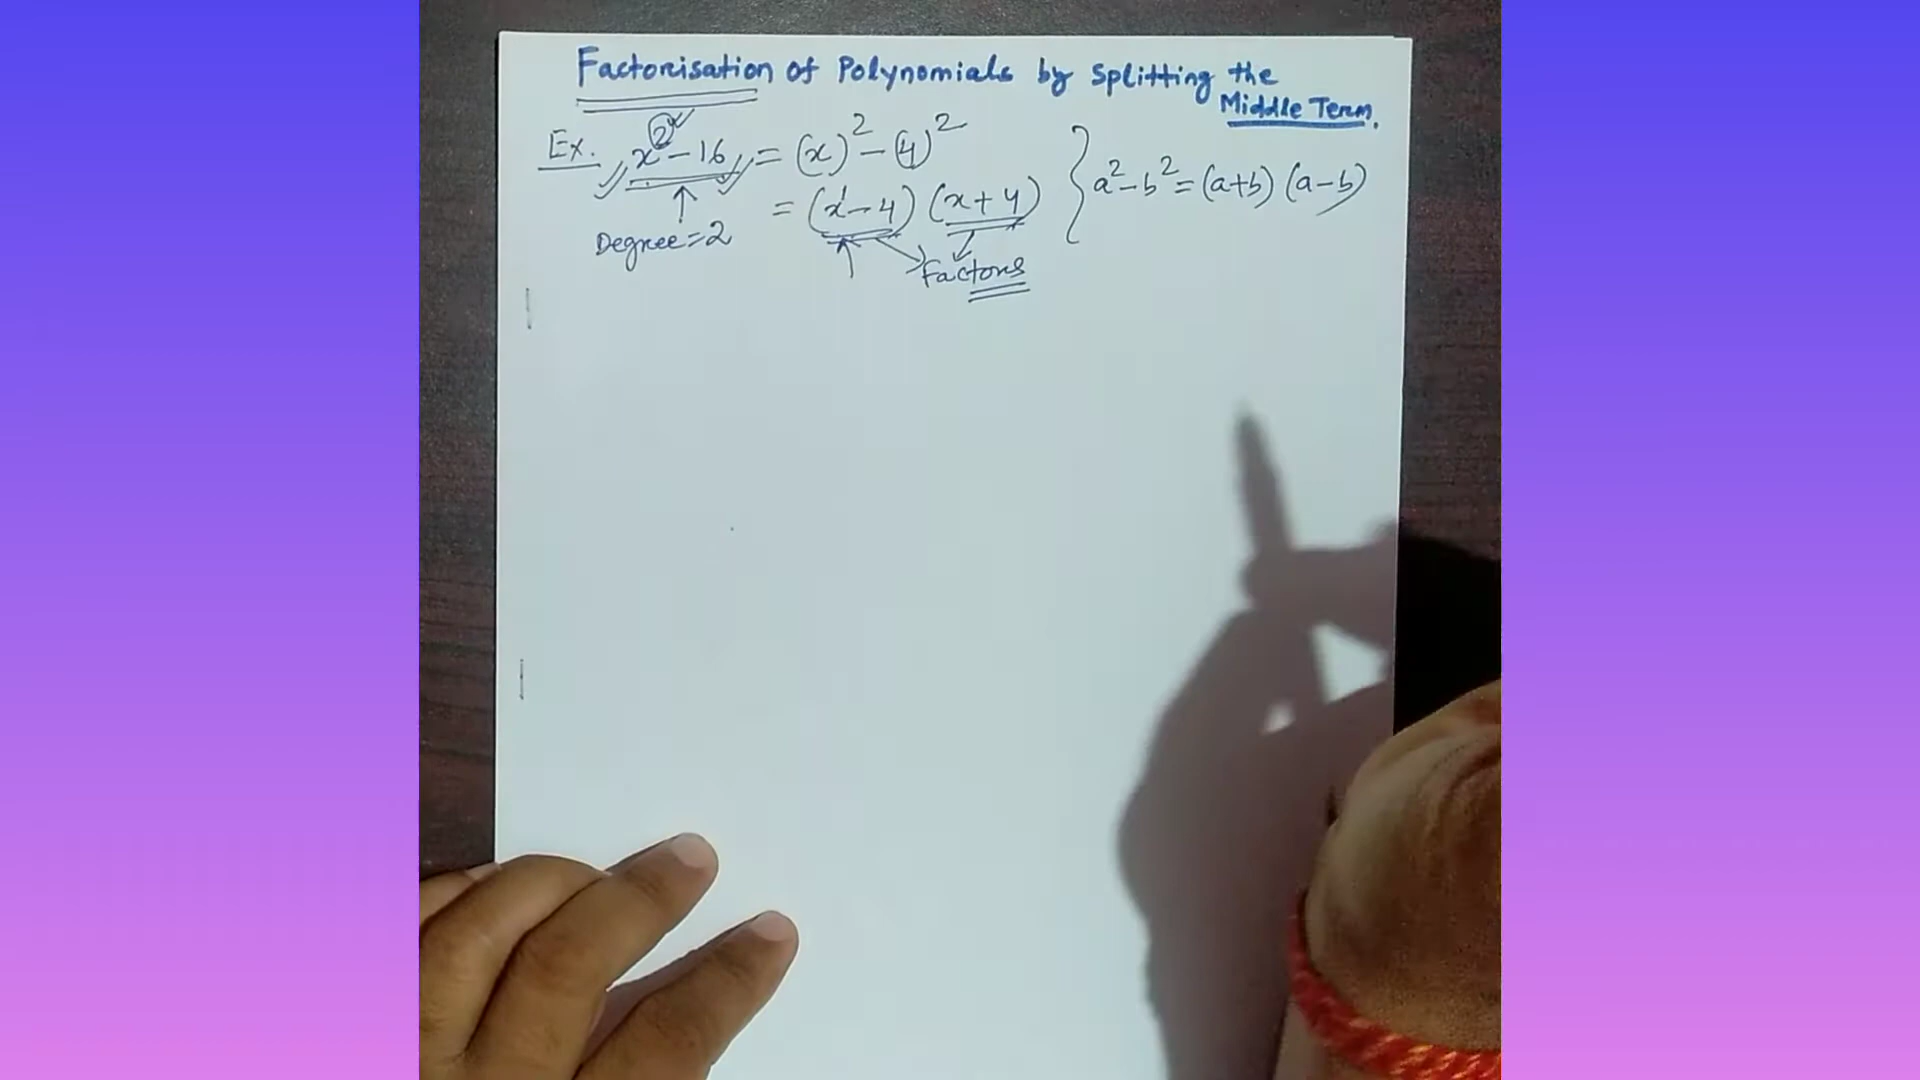 Factorisation of Polynomials by Splitting the
Middle Term.
Ex. x² - 16 = (x)² - (4)²
= (x¹ - 4) (x + 4)
} a² - b² = (a+b) (a-b)
Degree = 2
Factors